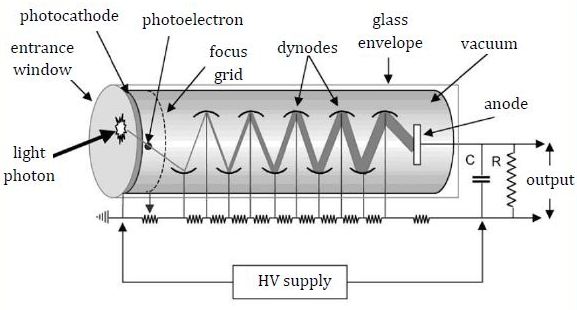 photocathode
photoelectron
glass
envelope
entrance
window
focus
grid
dynodes
vacuum
anode
light
photon
C
R
output
HV supply